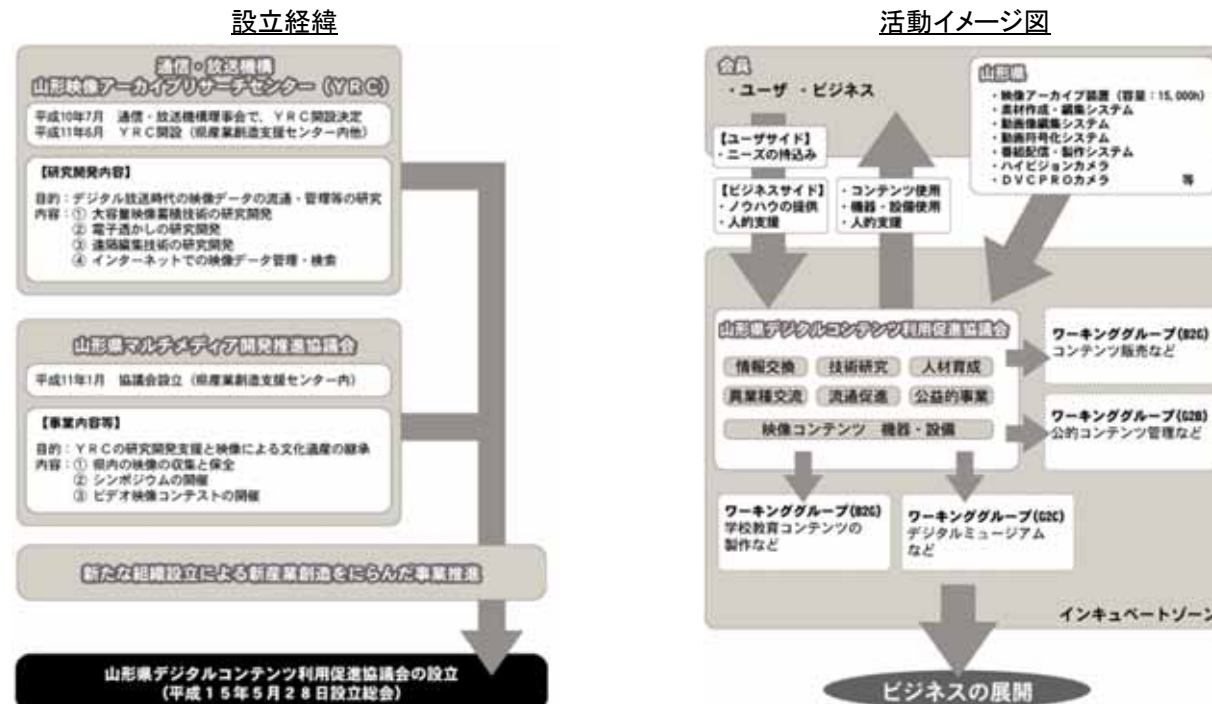 設立経緯
通信・放送機構
山形映像アーカイブリサーチセンター（YRC）
平成10年7月　通信・放送機構理事会で、YRC開設決定
平成11年6月　YRC開設（県産業創造支援センター内他）
【研究開発内容】
目的：デジタル放送時代の映像データの流通・管理等の研究
内容：① 大容量映像蓄積技術の研究開発
② 電子透かしの研究開発
③ 遠隔編集技術の研究開発
④ インターネットでの映像データ管理・検索
山形県マルチメディア開発推進協議会
平成11年1月　協議会設立（県産業創造支援センター内）
【事業内容等】
目的：YRCの研究開発支援と映像による文化遺産の継承
内容：① 県内の映像の収集と保全
② シンポジウムの開催
③ ビデオ映像コンテストの開催
新たな組織設立による新産業創造をにらんだ事業推進
山形県デジタルコンテンツ利用促進協議会の設立
（平成15年5月28日設立総会）
活動イメージ図
会員
・ユーザ ・ビジネス
【ユーザサイド】
・ニーズの持込み
【ビジネスサイド】
・ノウハウの提供
・人的支援
・コンテンツ使用
・機器・設備使用
・人的支援
山形県
・映像アーカイブ装置（容量：15,000h）
・素材作成・編集システム
・動画像編集システム
・動画符号化システム
・番組配信・製作システム
・ハイビジョンカメラ
・DVCPROカメラ　等
山形県デジタルコンテンツ利用促進協議会
情報交換　技術研究　人材育成
異業種交流　流通促進　公益的事業
映像コンテンツ　機器・設備
ワーキンググループ(B2G)
コンテンツ販売など
ワーキンググループ(G2B)
公的コンテンツ管理など
ワーキンググループ(B2G)
学校教育コンテンツの
製作など
ワーキンググループ(G2C)
デジタルミュージアム
など
インキュベートゾーン
ビジネスの展開